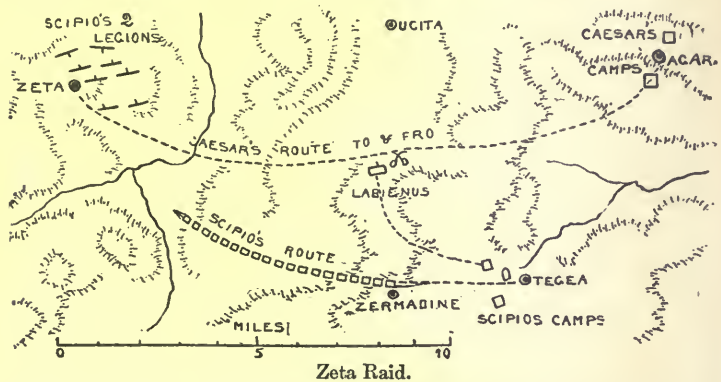 SCIPIO'S 2
LEGIONS
UCITA
CAESARS
AGAR.
CAMPS
ZETA
CAESAR'S ROUTE TO & FRO
LABIENUS
SCIPIO'S ROUTE
TEGEA
ZERMADINE
SCIPIOS CAMPS
MILES
0 5 10
Zeta Raid.